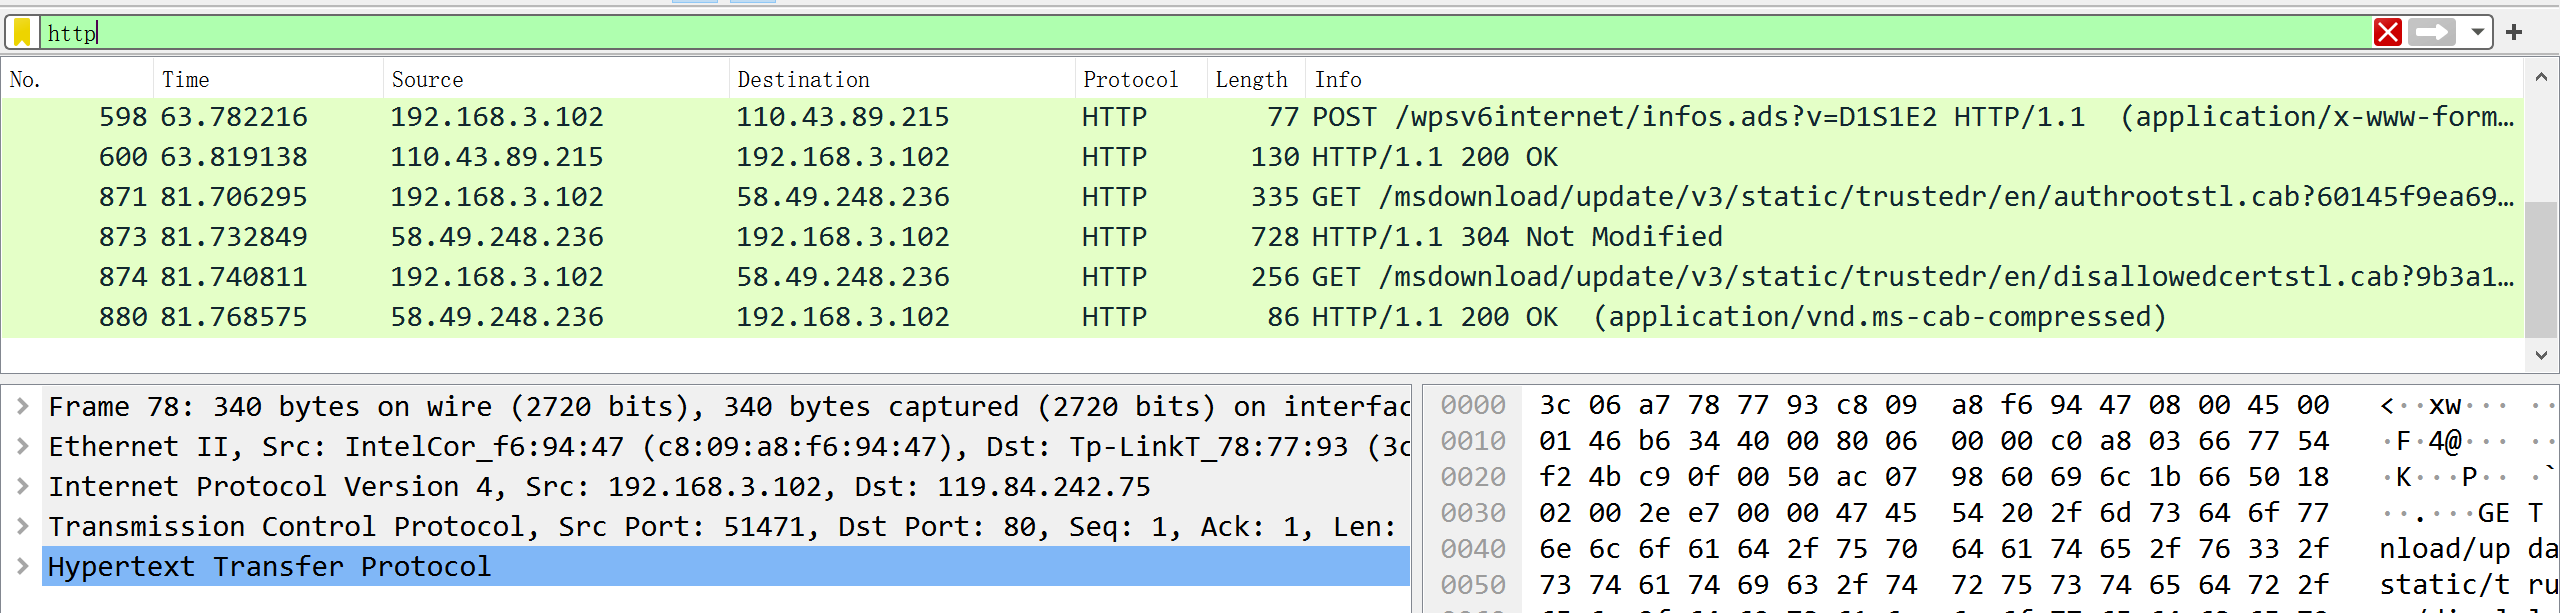 http
No. Time Source Destination Protocol Length Info
598 63.782216 192.168.3.102 110.43.89.215 HTTP 77 POST /wpsv6internet/infos.ads?v=D1S1E2 HTTP/1.1 (application/x-www-form…
600 63.819138 110.43.89.215 192.168.3.102 HTTP 130 HTTP/1.1 200 OK
871 81.706295 192.168.3.102 58.49.248.236 HTTP 335 GET /msdownload/update/v3/static/trustedr/en/authrootstl.cab?60145f9ea69…
873 81.732849 58.49.248.236 192.168.3.102 HTTP 728 HTTP/1.1 304 Not Modified
874 81.740811 192.168.3.102 58.49.248.236 HTTP 256 GET /msdownload/update/v3/static/trustedr/en/disallowedcertstl.cab?9b3a1…
880 81.768575 58.49.248.236 192.168.3.102 HTTP 86 HTTP/1.1 200 OK (application/vnd.ms-cab-compressed)
Frame 78: 340 bytes on wire (2720 bits), 340 bytes captured (2720 bits) on interfac
Ethernet II, Src: IntelCor_f6:94:47 (c8:09:a8:f6:94:47), Dst: Tp-LinkT_78:77:93 (3c
Internet Protocol Version 4, Src: 192.168.3.102, Dst: 119.84.242.75
Transmission Control Protocol, Src Port: 51471, Dst Port: 80, Seq: 1, Ack: 1, Len:
Hypertext Transfer Protocol
0000 3c 06 a7 78 77 93 c8 09 a8 f6 94 47 08 00 45 00 <··xw··· ··
0010 01 46 b6 34 40 00 80 06 00 00 c0 a8 03 66 77 54 ·F·4@··· ··
0020 f2 4b c9 0f 00 50 ac 07 98 60 69 6c 1b 66 50 18 ·K···P·· ·`
0030 02 00 2e e7 00 00 47 45 54 20 2f 6d 73 64 6f 77 ··.···GE T
0040 6e 6c 6f 61 64 2f 75 70 64 61 74 65 2f 76 33 2f nload/up da
0050 73 74 61 74 69 63 2f 74 72 75 73 74 65 64 72 2f static/t ru